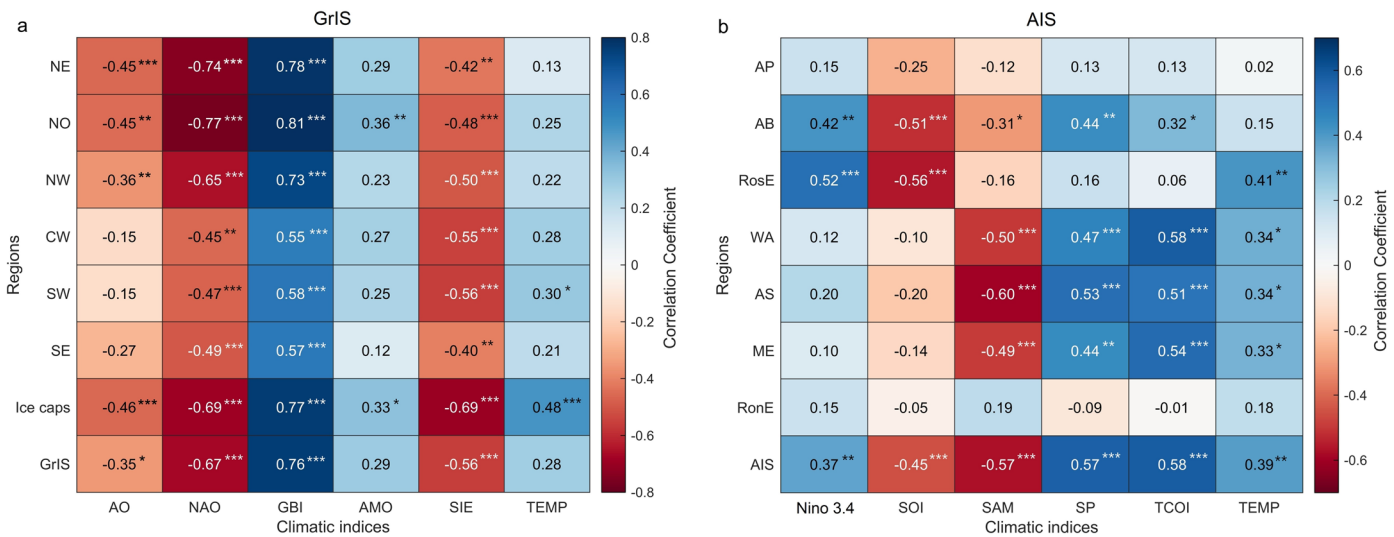 a
GrIS
NE -0.45*** -0.74*** 0.78*** 0.29 -0.42** 0.13
NO -0.45** -0.77*** 0.81*** 0.36** -0.48*** 0.25
NW -0.36** -0.65*** 0.73*** 0.23 -0.50*** 0.22
CW -0.15 -0.45** 0.55*** 0.27 -0.55*** 0.28
SW -0.15 -0.47*** 0.58*** 0.25 -0.56*** 0.30*
SE -0.27 -0.49*** 0.57*** 0.12 -0.40** 0.21
Ice caps -0.46*** -0.69*** 0.77*** 0.33* -0.69*** 0.48***
GrIS -0.35* -0.67*** 0.76*** 0.29 -0.56*** 0.28
AO NAO GBI AMO SIE TEMP
Climatic indices
Regions
0.8
0.6
0.4
0.2
0
-0.2
-0.4
-0.6
-0.8
Correlation Coefficient
b
AIS
AP 0.15 -0.25 -0.12 0.13 0.13 0.02
AB 0.42** -0.51*** -0.31* 0.44** 0.32* 0.15
RosE 0.52*** -0.56*** -0.16 0.16 0.06 0.41**
WA 0.12 -0.10 -0.50*** 0.47*** 0.58*** 0.34*
AS 0.20 -0.20 -0.60*** 0.53*** 0.51*** 0.34*
ME 0.10 -0.14 -0.49*** 0.44** 0.54*** 0.33*
RonE 0.15 -0.05 0.19 -0.09 -0.01 0.18
AIS 0.37** -0.45*** -0.57*** 0.57*** 0.58*** 0.39**
Nino 3.4 SOI SAM SP TCOI TEMP
Climatic indices
Regions
0.6
0.4
0.2
0
-0.2
-0.4
-0.6
Correlation Coefficient